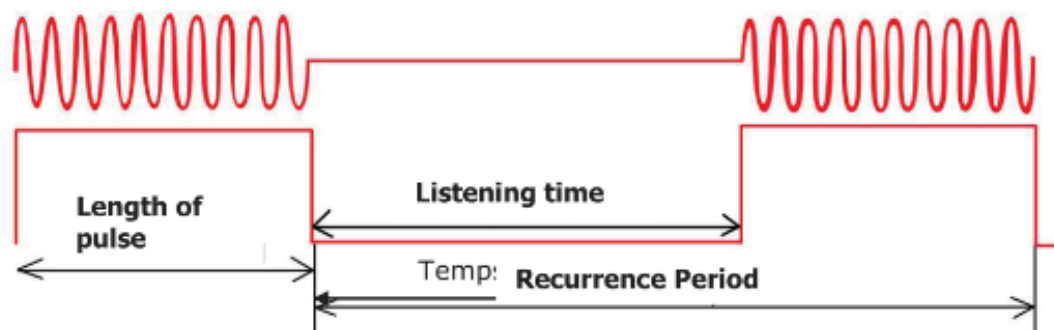 Length of
pulse
Listening time
Temps
Recurrence Period